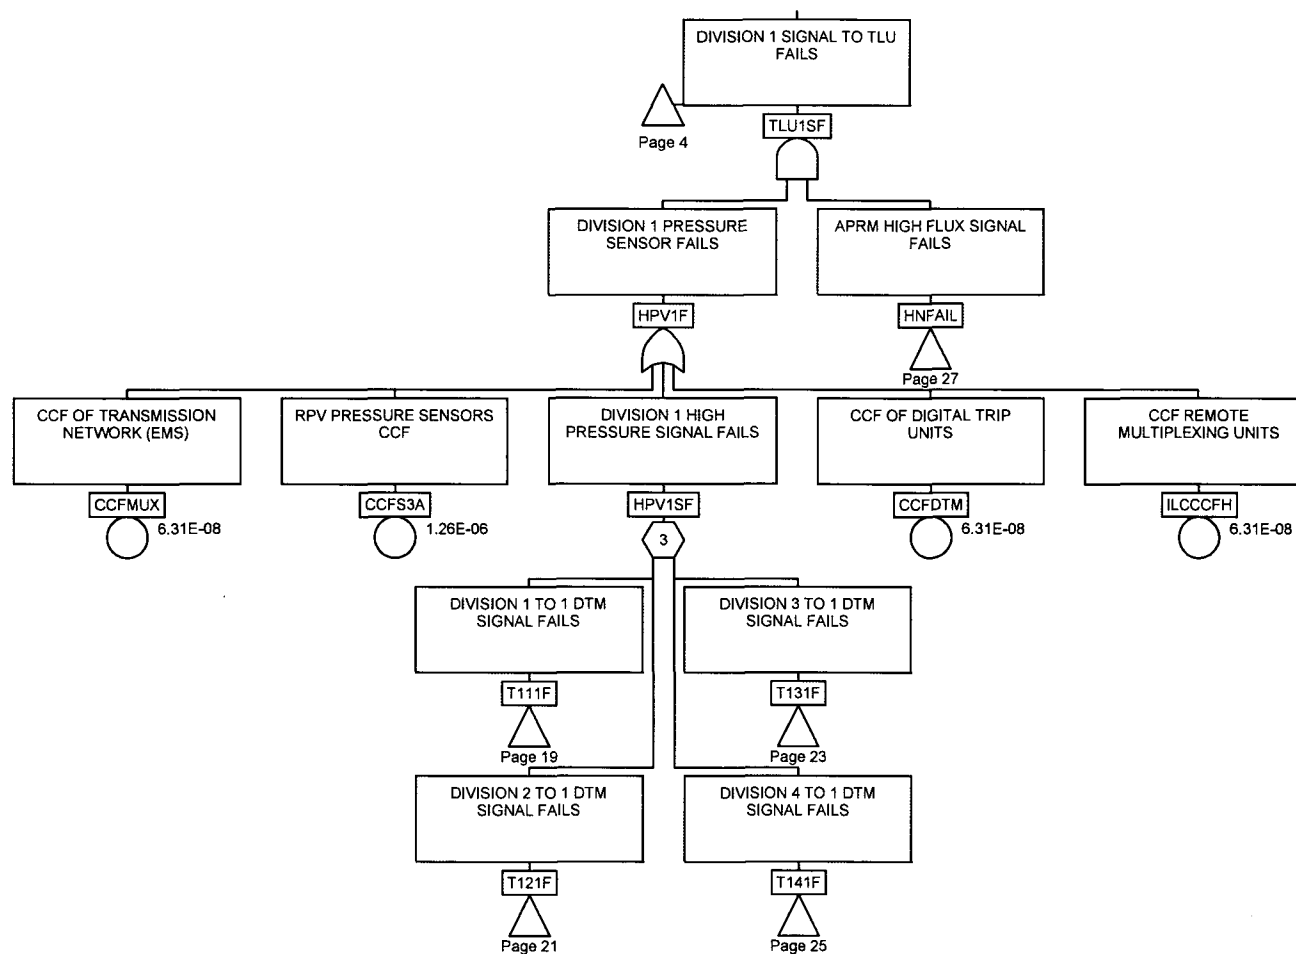 DIVISION 1 SIGNAL TO TLU
FAILS
Page 4
TLU1SF
DIVISION 1 PRESSURE
SENSOR FAILS
APRM HIGH FLUX SIGNAL
FAILS
HPV1F
HNFAIL
Page 27
CCF OF TRANSMISSION
NETWORK (EMS)
RPV PRESSURE SENSORS
CCF
DIVISION 1 HIGH
PRESSURE SIGNAL FAILS
CCF OF DIGITAL TRIP
UNITS
CCF REMOTE
MULTIPLEXING UNITS
CCFMUX
CCFS3A
HPV1SF
CCFDTM
ILCCCFH
6.31E-08
1.26E-06
3
6.31E-08
6.31E-08
DIVISION 1 TO 1 DTM
SIGNAL FAILS
DIVISION 3 TO 1 DTM
SIGNAL FAILS
T111F
T131F
Page 19
Page 23
DIVISION 2 TO 1 DTM
SIGNAL FAILS
DIVISION 4 TO 1 DTM
SIGNAL FAILS
T121F
T141F
Page 21
Page 25